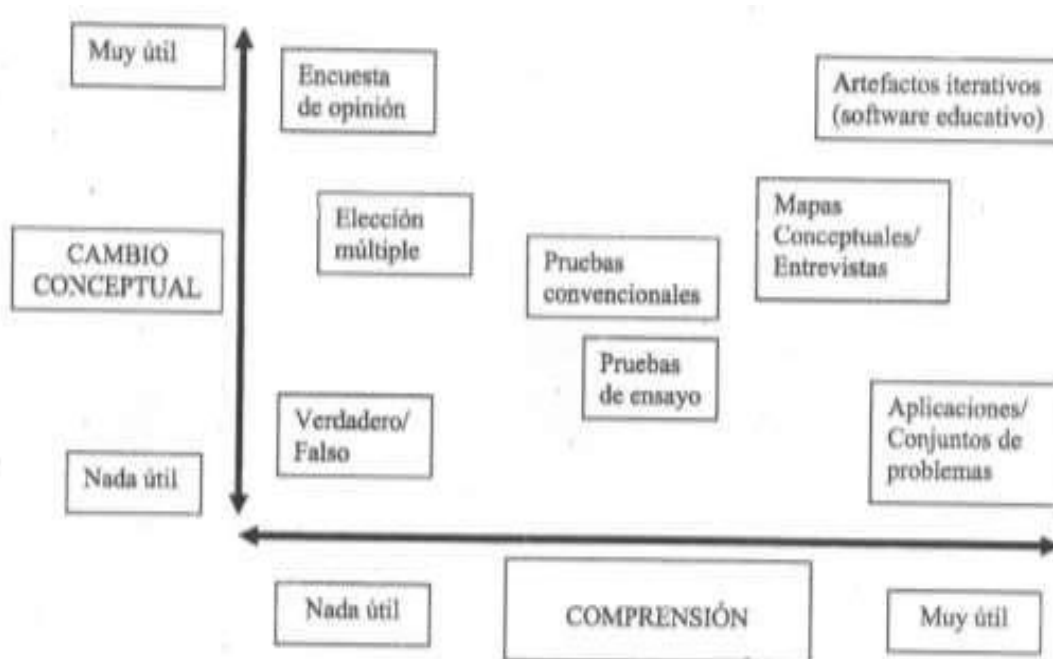 Muy útil
Encuesta
de opinión
Artefactos iterativos
(software educativo)
Elección
múltiple
Mapas
Conceptuales/
Entrevistas
CAMBIO
CONCEPTUAL
Pruebas
convencionales
Pruebas
de ensayo
Verdadero/
Falso
Aplicaciones/
Conjuntos de
problemas
Nada útil
Nada útil
COMPRENSIÓN
Muy útil